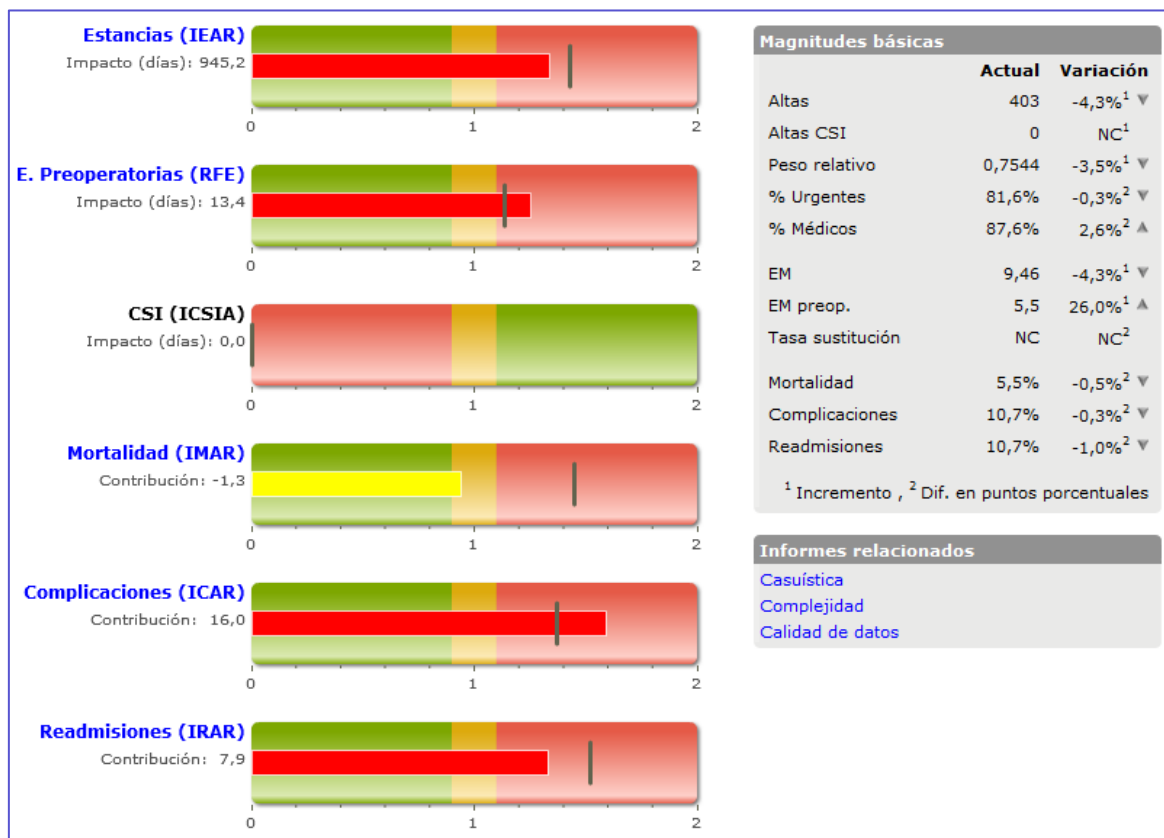 Estancias (IEAR)
Impacto (días): 945,2
0 1 2
E. Preoperatorias (RFE)
Impacto (días): 13,4
0 1 2
CSI (ICSIA)
Impacto (días): 0,0
0 1 2
Mortalidad (IMAR)
Contribución: -1,3
0 1 2
Complicaciones (ICAR)
Contribución: 16,0
0 1 2
Readmisiones (IRAR)
Contribución: 7,9
0 1 2
Magnitudes básicas
Actual Variación
Altas 403 -4,3%¹ ▼
Altas CSI 0 NC¹
Peso relativo 0,7544 -3,5%¹ ▼
% Urgentes 81,6% -0,3%² ▼
% Médicos 87,6% 2,6%² ▲
EM 9,46 -4,3%¹ ▼
EM preop. 5,5 26,0%¹ ▲
Tasa sustitución NC NC²
Mortalidad 5,5% -0,5%² ▼
Complicaciones 10,7% -0,3%² ▼
Readmisiones 10,7% -1,0%² ▼
¹ Incremento , ² Dif. en puntos porcentuales
Informes relacionados
Casuística
Complejidad
Calidad de datos